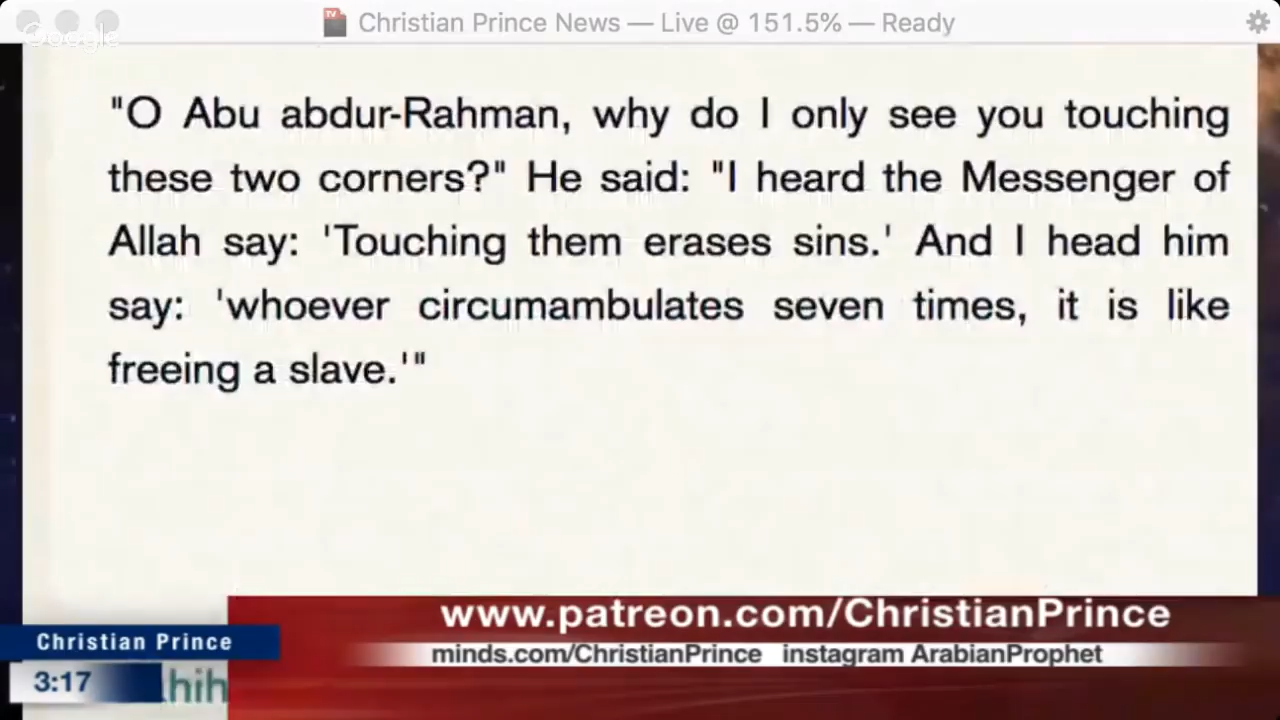 Christian Prince News — Live @ 151.5% — Ready
Google
"O Abu abdur-Rahman, why do I only see you touching
these two corners?" He said: "I heard the Messenger of
Allah say: 'Touching them erases sins.' And I head him
say: 'whoever circumambulates seven times, it is like
freeing a slave.'"
www.patreon.com/ChristianPrince
Christian Prince
minds.com/ChristianPrince instagram ArabianProphet
3:17
hih